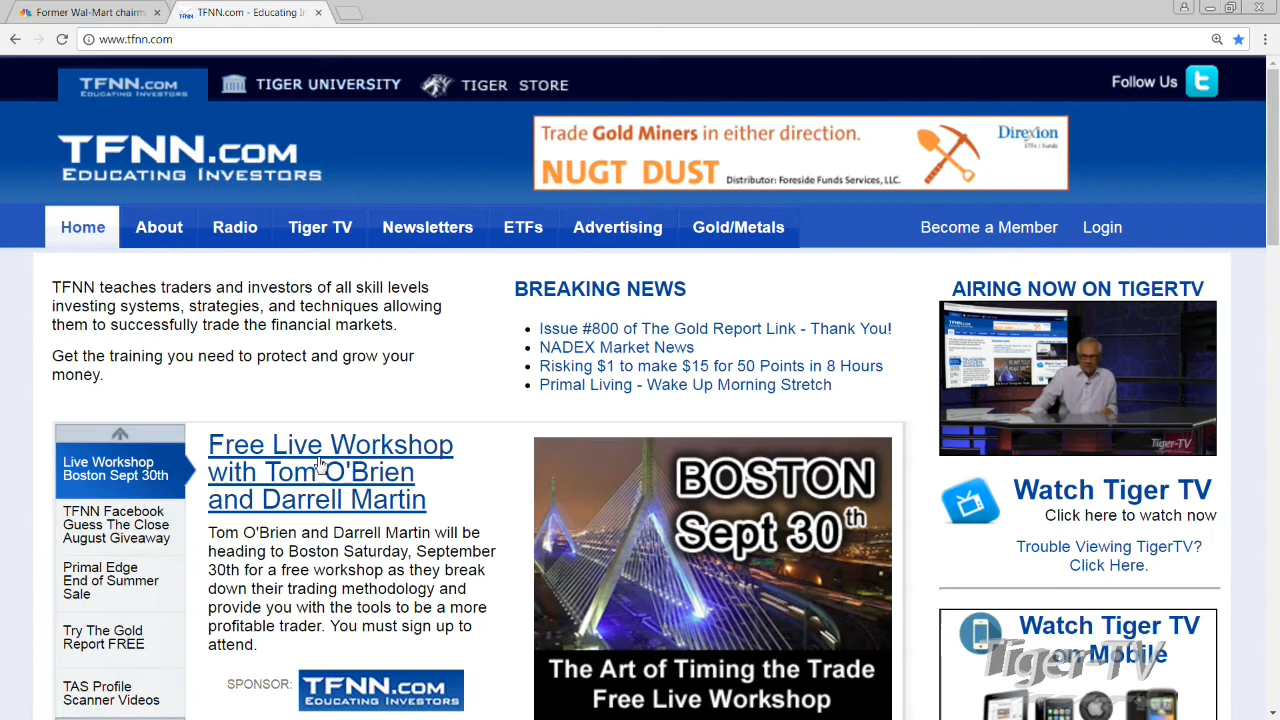 Former Wal-Mart chairm
TFNN.com - Educating In
www.tfnn.com
TFNN.COM
EDUCATING INVESTORS
TIGER UNIVERSITY
TIGER STORE
Follow Us
TFNN.COM
EDUCATING INVESTORS
Trade Gold Miners in either direction.
NUGT DUST
Distributor: Foreside Funds Services, LLC.
Direxion
ETFs | Funds
Home
About
Radio
Tiger TV
Newsletters
ETFs
Advertising
Gold/Metals
Become a Member
Login
TFNN teaches traders and investors of all skill levels
investing systems, strategies, and techniques allowing
them to successfully trade the financial markets.
Get the training you need to protect and grow your
money.
BREAKING NEWS
Issue #800 of The Gold Report Link - Thank You!
NADEX Market News
Risking $1 to make $15 for 50 Points in 8 Hours
Primal Living - Wake Up Morning Stretch
AIRING NOW ON TIGERTV
Tiger-TV
Live Workshop
Boston Sept 30th
TFNN Facebook
Guess The Close
August Giveaway
Primal Edge
End of Summer
Sale
Try The Gold
Report FREE
TAS Profile
Scanner Videos
Free Live Workshop
with Tom O'Brien
and Darrell Martin
Tom O'Brien and Darrell Martin will be
heading to Boston Saturday, September
30th for a free workshop as they break
down their trading methodology and
provide you with the tools to be a more
profitable trader. You must sign up to
attend.
SPONSOR:
TFNN.COM
EDUCATING INVESTORS
BOSTON
Sept 30th
The Art of Timing the Trade
Free Live Workshop
Watch Tiger TV
Click here to watch now
Trouble Viewing TigerTV?
Click Here.
Watch Tiger TV
on Mobile
Tiger-TV